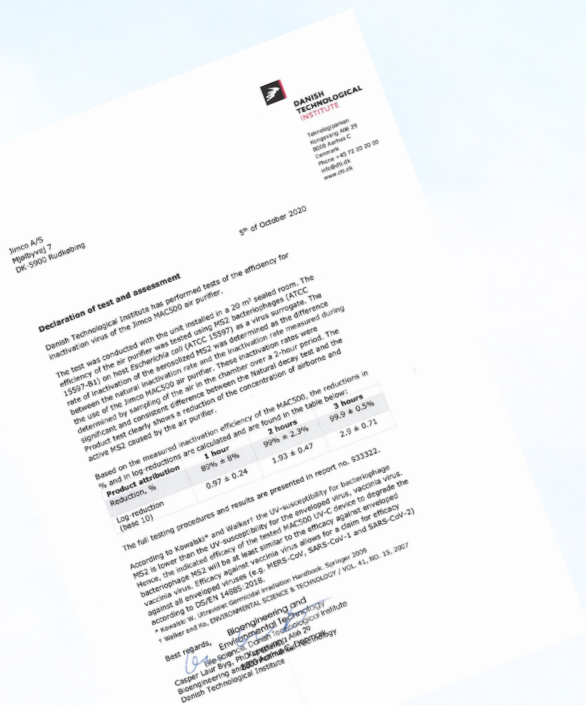 DANISH
TECHNOLOGICAL
INSTITUTE
Teknologiparken
Kongsvang Allé 29
8000 Aarhus C
Denmark
Phone +45 72 20 20 00
info@dti.dk
www.dti.dk
Jimco A/S
Mjølbyvej 7
DK-5900 Rudkøbing
5th of October 2020
Declaration of test and assessment
Danish Technological Institute has performed tests of the efficiency for
inactivation virus of the Jimco MAC500 air purifier.
The test was conducted with the unit installed in a 20 m³ sealed room. The
efficiency of the air purifier was tested using MS2 bacteriophages (ATCC
15597-B1) on host Escherichia coli (ATCC 15597) as a virus surrogate. The
rate of inactivation of the aerosolized MS2 was determined as the difference
between the natural inactivation rate and the inactivation rate measured during
the use of the Jimco MAC500 air purifier. These inactivation rates were
determined by sampling of the air in the chamber over a 2-hour period. The
significant and consistent difference between the Natural decay test and the
Product test clearly shows a reduction of the concentration of airborne and
active MS2 caused by the air purifier.
Based on the measured inactivation efficiency of the MAC500, the reductions in
% and in log-reductions are calculated and are found in the table below:
Product attribution 1 hour 2 hours 3 hours
Reduction, % 89% ± 8% 99% ± 2.3% 99.9 ± 0.5%
Log-reduction 0.97 ± 0.24 1.93 ± 0.47 2.9 ± 0.71
(base 10)
The full testing procedures and results are presented in report no. 933322.
According to Kowalski* and Walker† the UV-susceptibility for bacteriophage
MS2 is lower than the UV-susceptibility for the enveloped virus, vaccinia virus.
Hence, the indicated efficacy of the tested MAC500 UV-C device to degrade the
bacteriophage MS2 will be at least similar to the efficacy against enveloped
vaccinia virus. Efficacy against vaccinia virus allows for a claim for efficacy
against all enveloped viruses (e.g. MERS-CoV, SARS-CoV-1 and SARS-CoV-2)
according to DS/EN 14885:2018.
* Kowalski W, Ultraviolet Germicidal Irradiation Handbook. Springer 2009
† Walker and Ko, ENVIRONMENTAL SCIENCE & TECHNOLOGY / VOL. 41, NO. 15, 2007
Best regards,
Bioengineering and
Environmental Technology
Life Science, Danish Technological Institute
Kongsvang Allé 29
Casper Laur Byg, PhD
Bioengineering and Environmental Technology
Danish Technological Institute